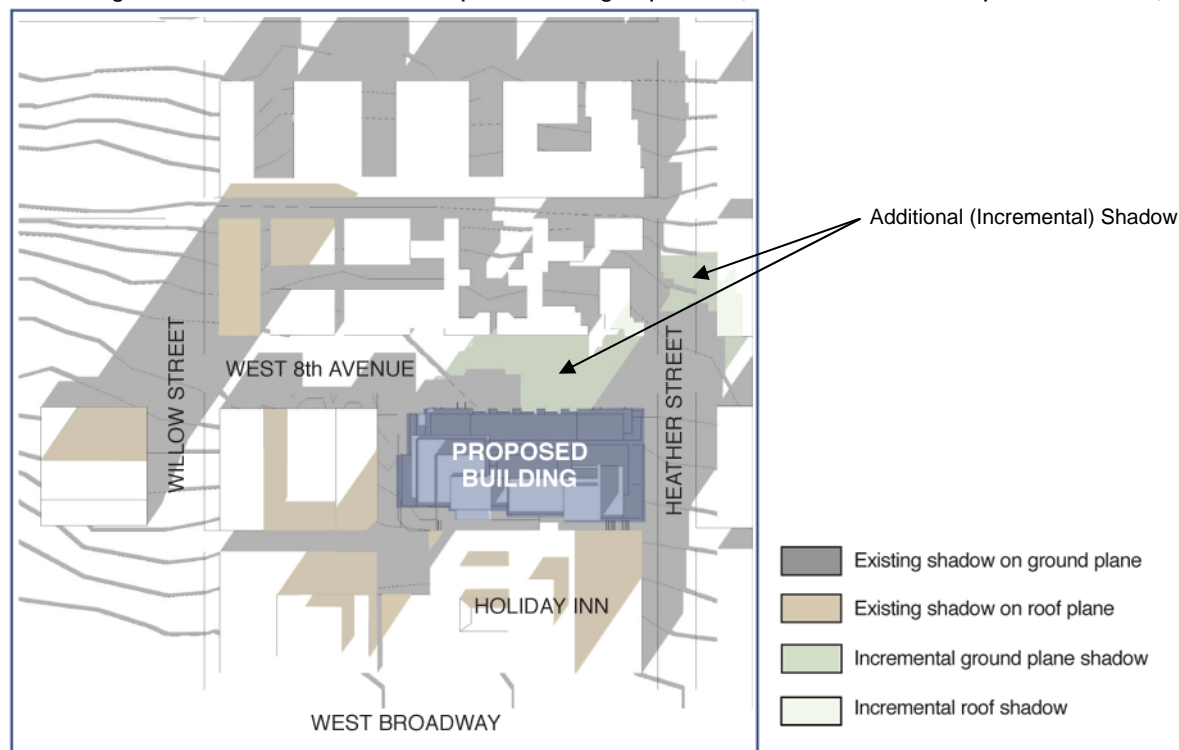 Additional (Incremental) Shadow
WILLOW STREET
WEST 8th AVENUE
HEATHER STREET
PROPOSED
BUILDING
HOLIDAY INN
WEST BROADWAY
Existing shadow on ground plane
Existing shadow on roof plane
Incremental ground plane shadow
Incremental roof shadow